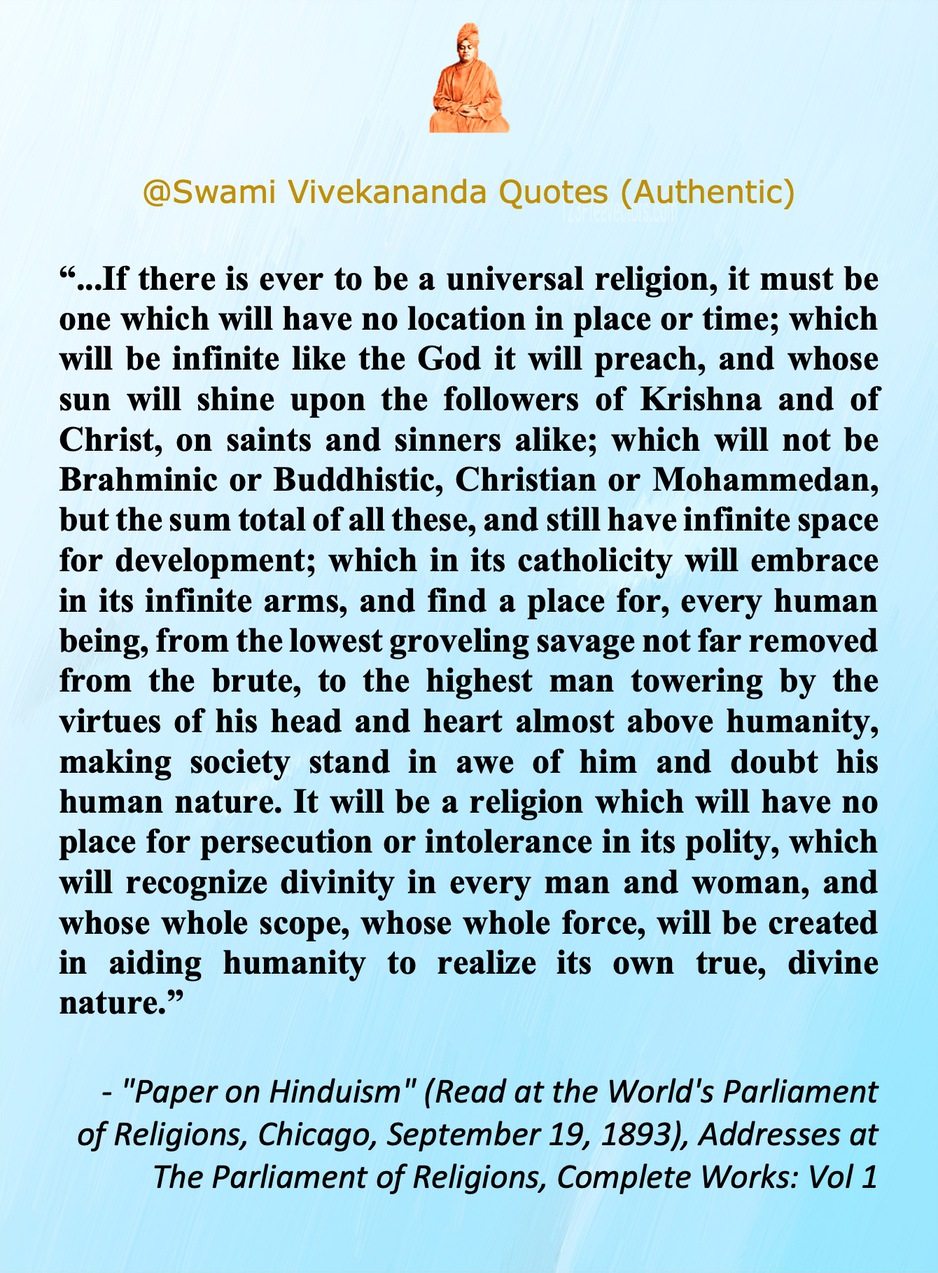 @Swami Vivekananda Quotes (Authentic)
“...If there is ever to be a universal religion, it must be
one which will have no location in place or time; which
will be infinite like the God it will preach, and whose
sun will shine upon the followers of Krishna and of
Christ, on saints and sinners alike; which will not be
Brahminic or Buddhistic, Christian or Mohammedan,
but the sum total of all these, and still have infinite space
for development; which in its catholicity will embrace
in its infinite arms, and find a place for, every human
being, from the lowest groveling savage not far removed
from the brute, to the highest man towering by the
virtues of his head and heart almost above humanity,
making society stand in awe of him and doubt his
human nature. It will be a religion which will have no
place for persecution or intolerance in its polity, which
will recognize divinity in every man and woman, and
whose whole scope, whose whole force, will be created
in aiding humanity to realize its own true, divine
nature.”
- "Paper on Hinduism" (Read at the World's Parliament
of Religions, Chicago, September 19, 1893), Addresses at
The Parliament of Religions, Complete Works: Vol 1